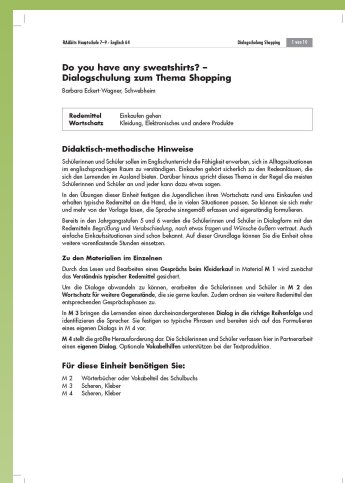 RAAbits Hauptschule 7–9 · Englisch 64 Dialogschulung Shopping 1 von 10
Do you have any sweatshirts? –
Dialogschulung zum Thema Shopping
Barbara Eckert-Wagner, Schwebheim
Redemittel Einkaufen gehen
Wortschatz Kleidung, Elektronisches und andere Produkte
Didaktisch-methodische Hinweise
Schülerinnen und Schüler sollen im Englischunterricht die Fähigkeit erwerben, sich in Alltagssituationen
im englischsprachigen Raum zu verständigen. Einkaufen gehört sicherlich zu den Redeanlässen, die
sich den Lernenden im Ausland bieten. Darüber hinaus spricht dieses Thema in der Regel die meisten
Schülerinnen und Schüler an und jeder kann dazu etwas sagen.
In den Übungen dieser Einheit festigen die Jugendlichen ihren Wortschatz rund ums Einkaufen und
erhalten typische Redemittel an die Hand, die in vielen Situationen passen. So können sie sich mehr
und mehr von der Vorlage lösen, die Sprache sinngemäß erfassen und eigenständig formulieren.
Bereits in den Jahrgangsstufen 5 und 6 werden die Schülerinnen und Schüler in Dialogform mit den
Redemitteln Begrüßung und Verabschiedung, nach etwas fragen und Wünsche äußern vertraut. Auch
einfache Einkaufssituationen sind schon bekannt. Auf dieser Grundlage können Sie die Einheit ohne
weitere vorentlastende Stunden einsetzen.
Zu den Materialien im Einzelnen
Durch das Lesen und Bearbeiten eines Gesprächs beim Kleiderkauf in Material M 1 wird zunächst
das Verständnis typischer Redemittel gesichert.
Um die Dialoge abwandeln zu können, erarbeiten die Schülerinnen und Schüler in M 2 den
Wortschatz für weitere Gegenstände, die sie gerne kaufen. Zudem ordnen sie weitere Redemittel den
entsprechenden Gesprächsphasen zu.
In M 3 bringen die Lernenden einen durcheinandergeratenen Dialog in die richtige Reihenfolge und
identifizieren die Sprecher. Sie festigen so typische Phrasen und bereiten sich auf das Formulieren
eines eigenen Dialogs in M 4 vor.
M 4 stellt die größte Herausforderung dar: Die Schülerinnen und Schüler verfassen hier in Partnerarbeit
einen eigenen Dialog. Optionale Vokabelhilfen unterstützen bei der Textproduktion.
Für diese Einheit benötigen Sie:
M 2 Wörterbücher oder Vokabelteil des Schulbuchs
M 3 Scheren, Kleber
M 4 Scheren, Kleber